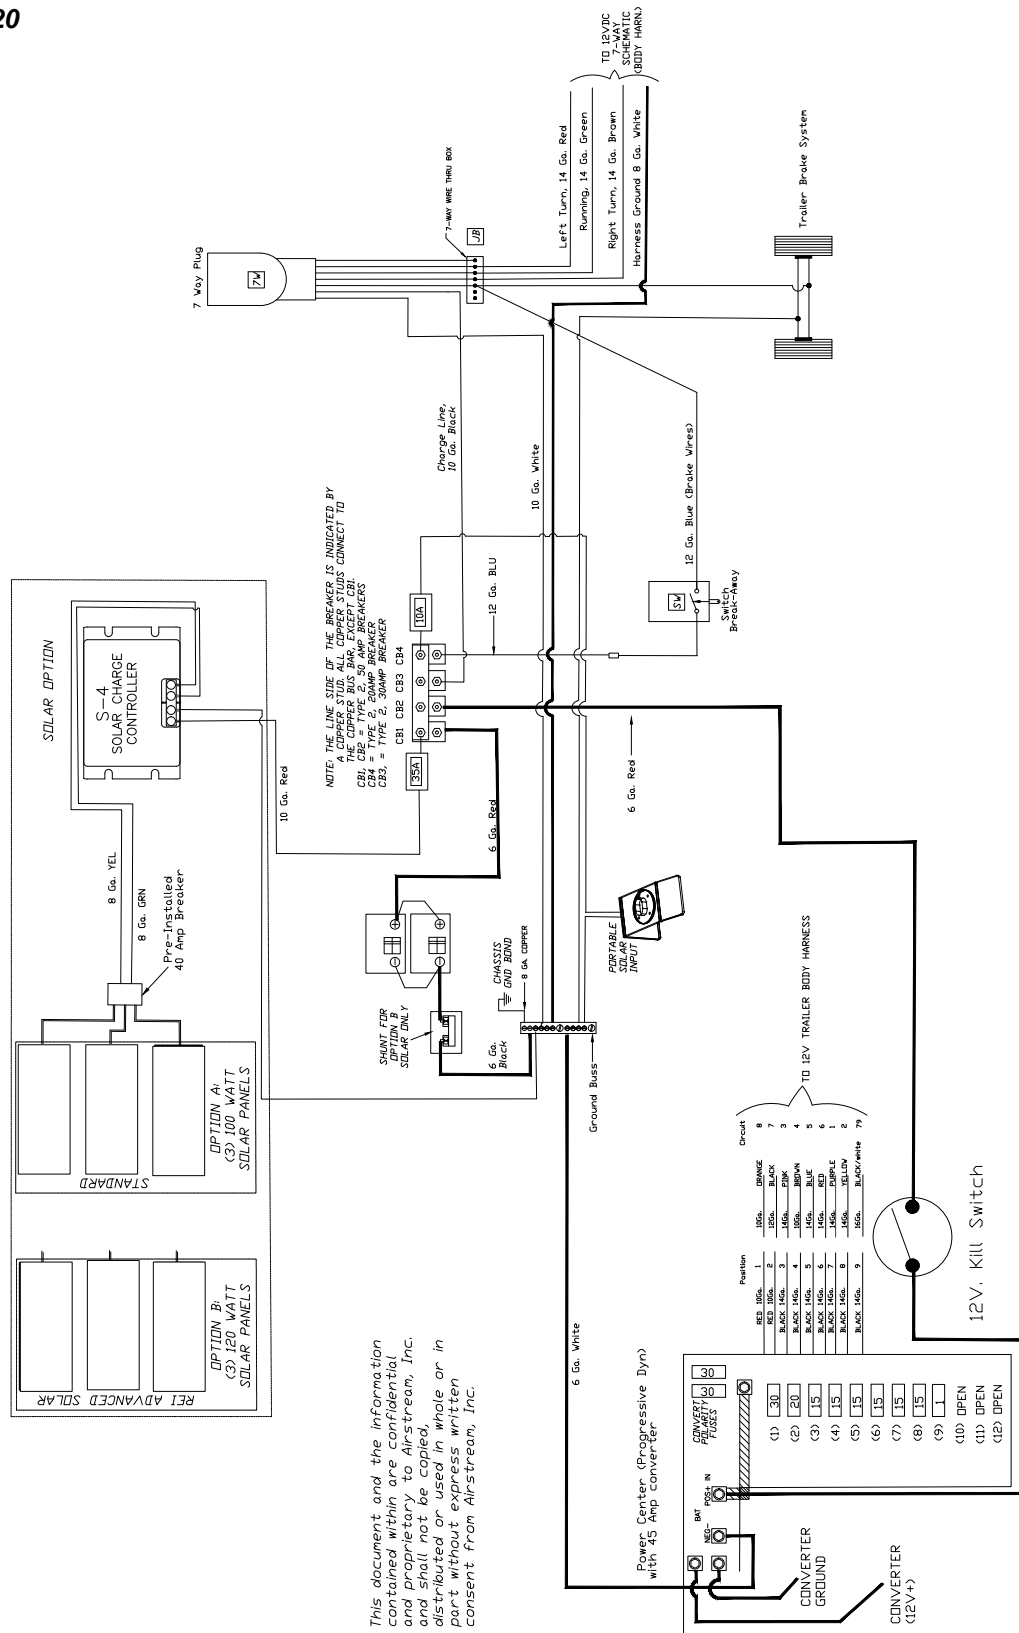 20
TO 12VDC
7-WAY
SCHEMATIC
(BODY HARN.)
Left Turn, 14 Ga. Red
Running, 14 Ga. Green
Right Turn, 14 Ga. Brown
Harness Ground 8 Ga. White
7-WAY WIRE THRU BOX
JB
7 Way Plug
7W
Trailer Brake System
Charge Line,
10 Ga. Black
10 Ga. White
12 Ga. Blue (Brake Wires)
12 Ga. BLU
SW
Switch
Break-Away
NOTE: THE LINE SIDE OF THE BREAKER IS INDICATED BY
A COPPER STUD. ALL COPPER STUDS CONNECT TO
THE COPPER BUS BAR, EXCEPT CB1.
CB1, CB2 = TYPE 2, 50 AMP BREAKERS
CB4 = TYPE 2, 20AMP BREAKER
CB3, = TYPE 2, 30AMP BREAKER
10A
CB1 CB2 CB3 CB4
35A
SOLAR OPTION
S-4
SOLAR CHARGE
CONTROLLER
10 Ga. Red
8 Ga. YEL
8 Ga. GRN
Pre-Installed
40 Amp Breaker
6 Ga. Red
6 Ga. Red
SHUNT FOR
OPTION B
SOLAR ONLY
CHASSIS
GND BOND
8 GA. COPPER
6 Ga.
Black
Ground Buss
PORTABLE
SOLAR
INPUT
OPTION A:
(3) 100 WATT
SOLAR PANELS
STANDARD
OPTION B:
(3) 120 WATT
SOLAR PANELS
REI ADVANCED SOLAR
TO 12V TRAILER BODY HARNESS
Position
Circuit
RED 10Ga. 1 10Ga. ORANGE 8
RED 10Ga. 2 12Ga. BLACK 7
BLACK 14Ga. 3 14Ga. PINK 3
BLACK 14Ga. 4 10Ga. BROWN 4
BLACK 14Ga. 5 14Ga. BLUE 5
BLACK 14Ga. 6 14Ga. RED 6
BLACK 14Ga. 7 14Ga. PURPLE 1
BLACK 14Ga. 8 14Ga. YELLOW 2
BLACK 14Ga. 9 16Ga. BLACK/white 79
12V. Kill Switch
6 Ga. White
This document and the information
contained within are confidential
and proprietary to Airstream, Inc.
and shall not be copied,
distributed or used in whole or in
part without express written
consent from Airstream, Inc.
Power Center (Progressive Dyn)
with 45 Amp converter
CONVERT
POLARITY
FUSES
30
30
BAT
NEG- POS+ IN
(1) 30
(2) 20
(3) 15
(4) 15
(5) 15
(6) 15
(7) 15
(8) 15
(9) 1
(10) OPEN
(11) OPEN
(12) OPEN
CONVERTER
GROUND
CONVERTER
(12V+)